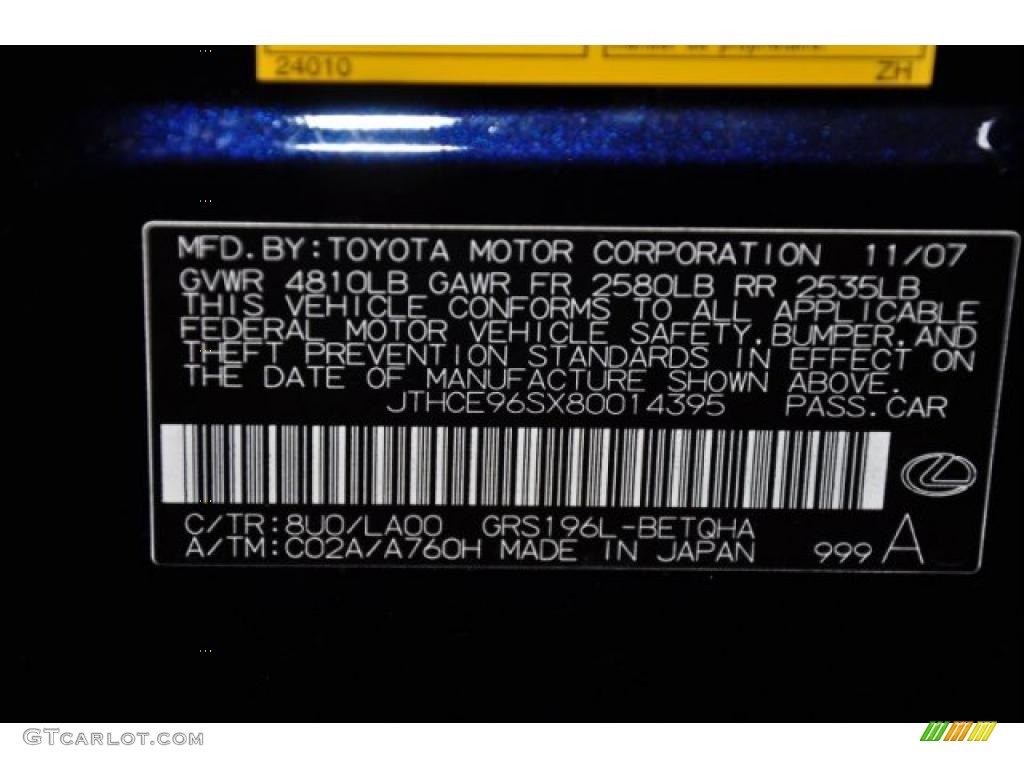 24010 ZH
MFD.BY:TOYOTA MOTOR CORPORATION 11/07
GVWR 4810LB GAWR FR 2580LB RR 2535LB
THIS VEHICLE CONFORMS TO ALL APPLICABLE
FEDERAL MOTOR VEHICLE SAFETY,BUMPER,AND
THEFT PREVENTION STANDARDS IN EFFECT ON
THE DATE OF MANUFACTURE SHOWN ABOVE.
JTHCE96SX80014395 PASS.CAR
C/TR:8U0/LA00 GRS196L-BETQHA
A/TM:C02A/A760H MADE IN JAPAN 999 A
GTCARLOT.COM